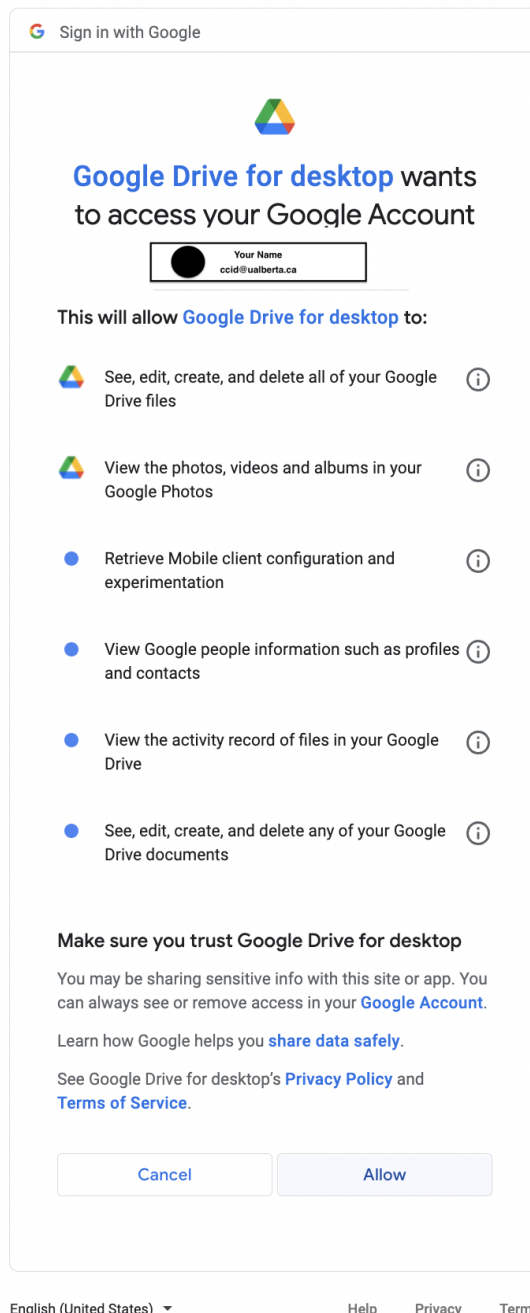 Sign in with Google
Google Drive for desktop wants
to access your Google Account
Your Name
ccid@ualberta.ca
This will allow Google Drive for desktop to:
See, edit, create, and delete all of your Google
Drive files
View the photos, videos and albums in your
Google Photos
Retrieve Mobile client configuration and
experimentation
View Google people information such as profiles
and contacts
View the activity record of files in your Google
Drive
See, edit, create, and delete any of your Google
Drive documents
Make sure you trust Google Drive for desktop
You may be sharing sensitive info with this site or app. You
can always see or remove access in your Google Account.
Learn how Google helps you share data safely.
See Google Drive for desktop's Privacy Policy and
Terms of Service.
Cancel Allow
English (United States) Help Privacy Term